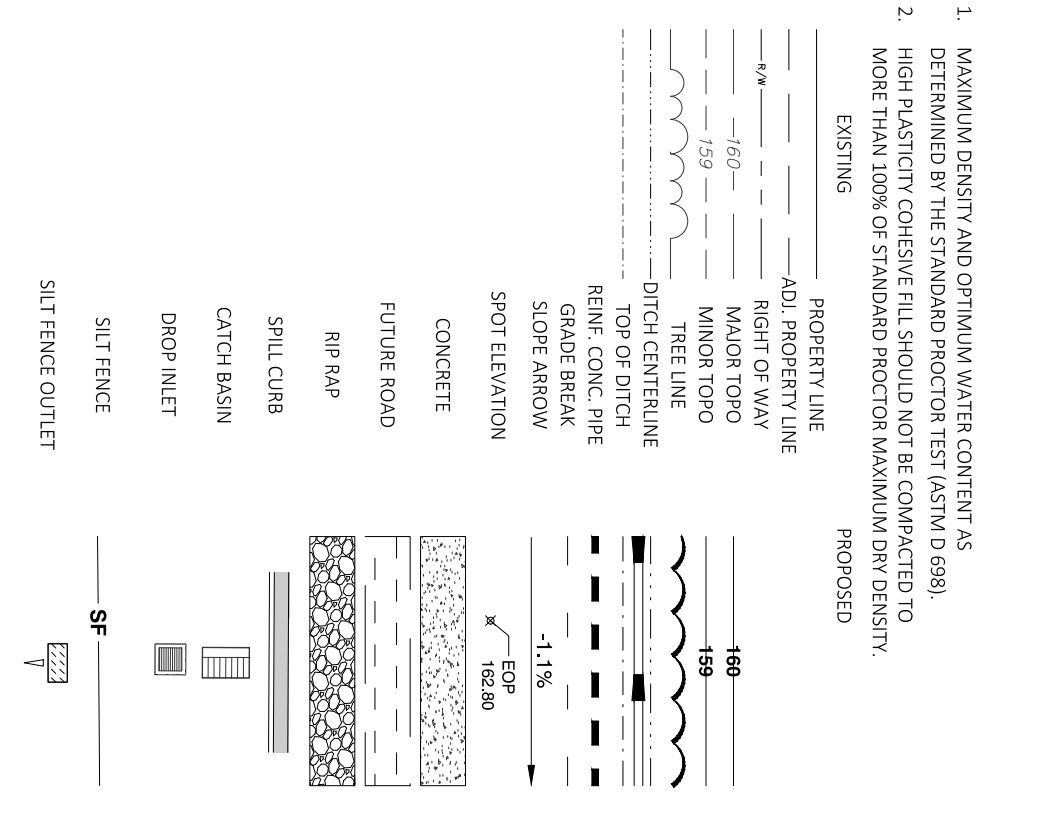 1. MAXIMUM DENSITY AND OPTIMUM WATER CONTENT AS
DETERMINED BY THE STANDARD PROCTOR TEST (ASTM D 698).
2. HIGH PLASTICITY COHESIVE FILL SHOULD NOT BE COMPACTED TO
MORE THAN 100% OF STANDARD PROCTOR MAXIMUM DRY DENSITY.
EXISTING PROPOSED
PROPERTY LINE
ADJ. PROPERTY LINE
R/W RIGHT OF WAY
160 MAJOR TOPO 160
159 MINOR TOPO 159
TREE LINE
DITCH CENTERLINE
TOP OF DITCH
REINF. CONC. PIPE
GRADE BREAK
SLOPE ARROW -1.1%
SPOT ELEVATION EOP
162.80
CONCRETE
FUTURE ROAD
RIP RAP
SPILL CURB
CATCH BASIN
DROP INLET
SILT FENCE SF
SILT FENCE OUTLET